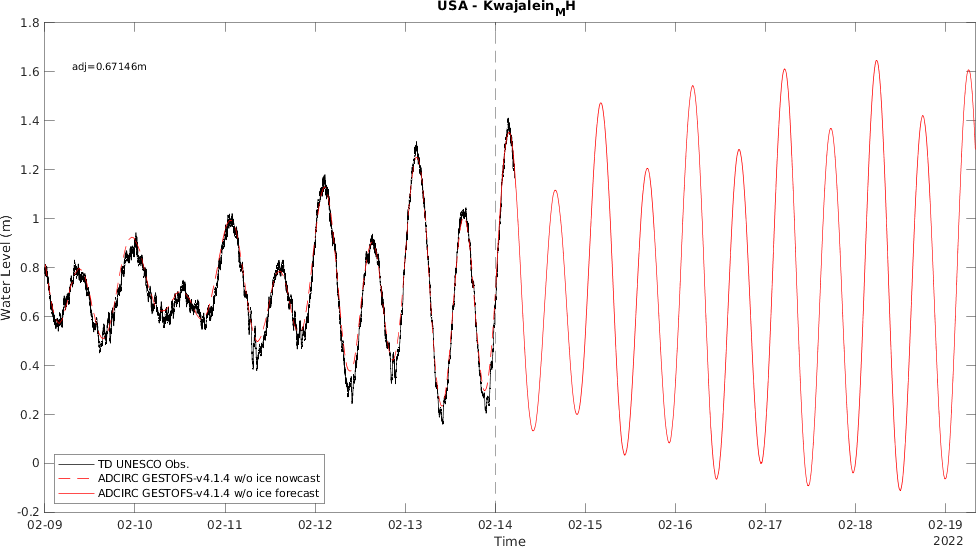 USA - Kwajalein_MH
1.8
1.6
1.4
1.2
1
0.8
0.6
0.4
0.2
0
-0.2
adj=0.67146m
Water Level (m)
TD UNESCO Obs.
ADCIRC GESTOFS-v4.1.4 w/o ice nowcast
ADCIRC GESTOFS-v4.1.4 w/o ice forecast
02-09 02-10 02-11 02-12 02-13 02-14 02-15 02-16 02-17 02-18 02-19
Time
2022